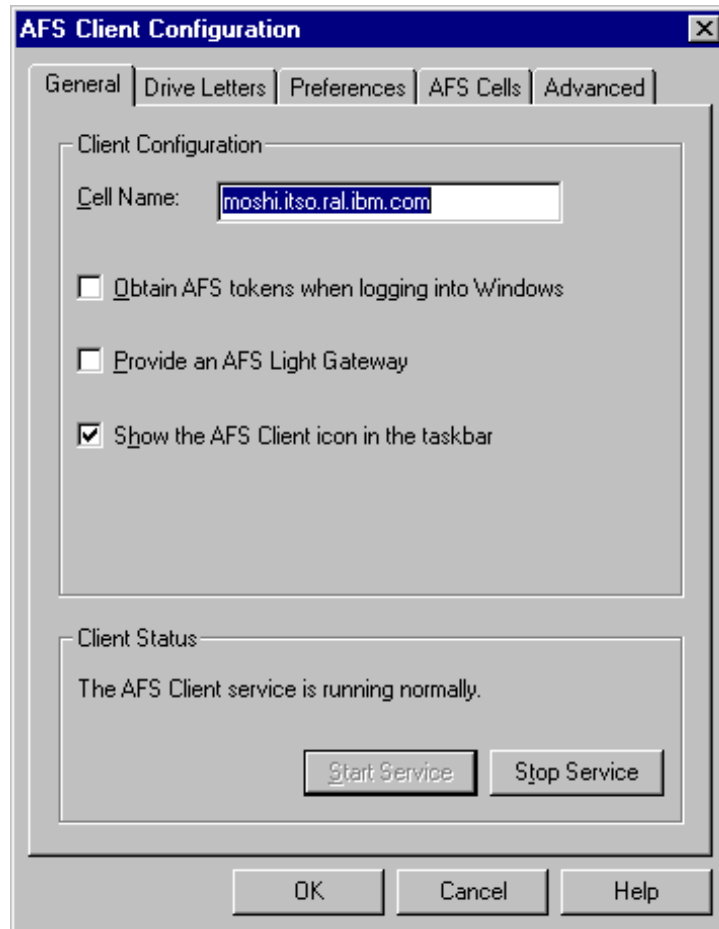 AFS Client Configuration
General Drive Letters Preferences AFS Cells Advanced
Client Configuration
Cell Name: moshi.itso.ral.ibm.com
Obtain AFS tokens when logging into Windows
Provide an AFS Light Gateway
Show the AFS Client icon in the taskbar
Client Status
The AFS Client service is running normally.
Start Service Stop Service
OK Cancel Help